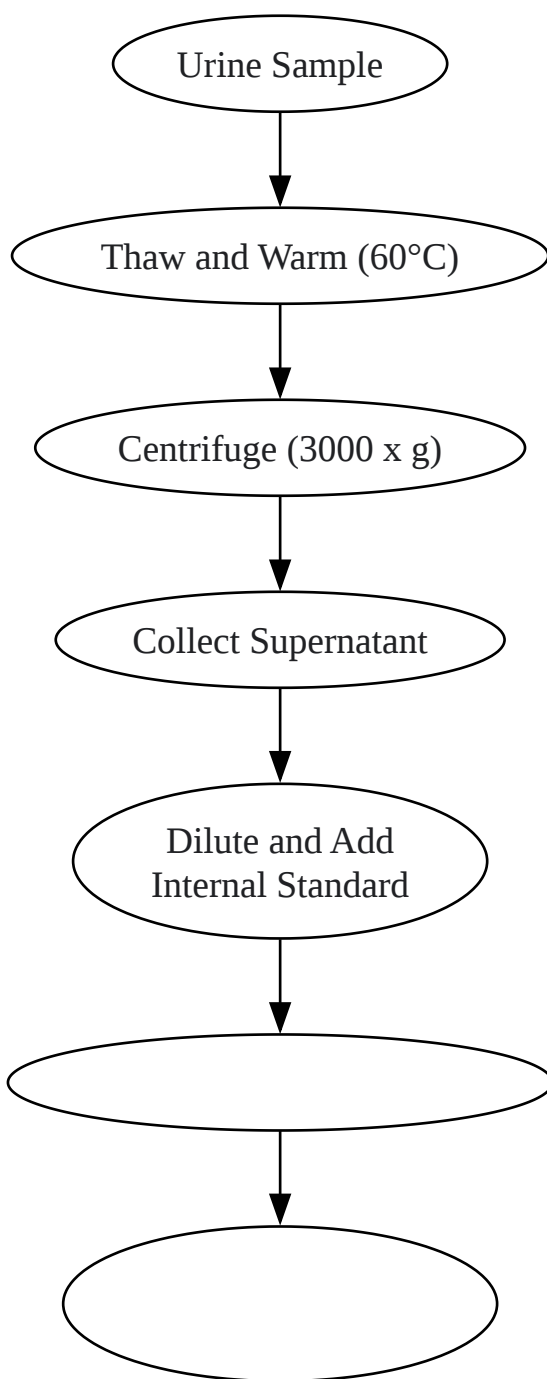 Urine Sample
Thaw and Warm (60°C)
Centrifuge (3000 x g)
Collect Supernatant
Dilute and Add
Internal Standard